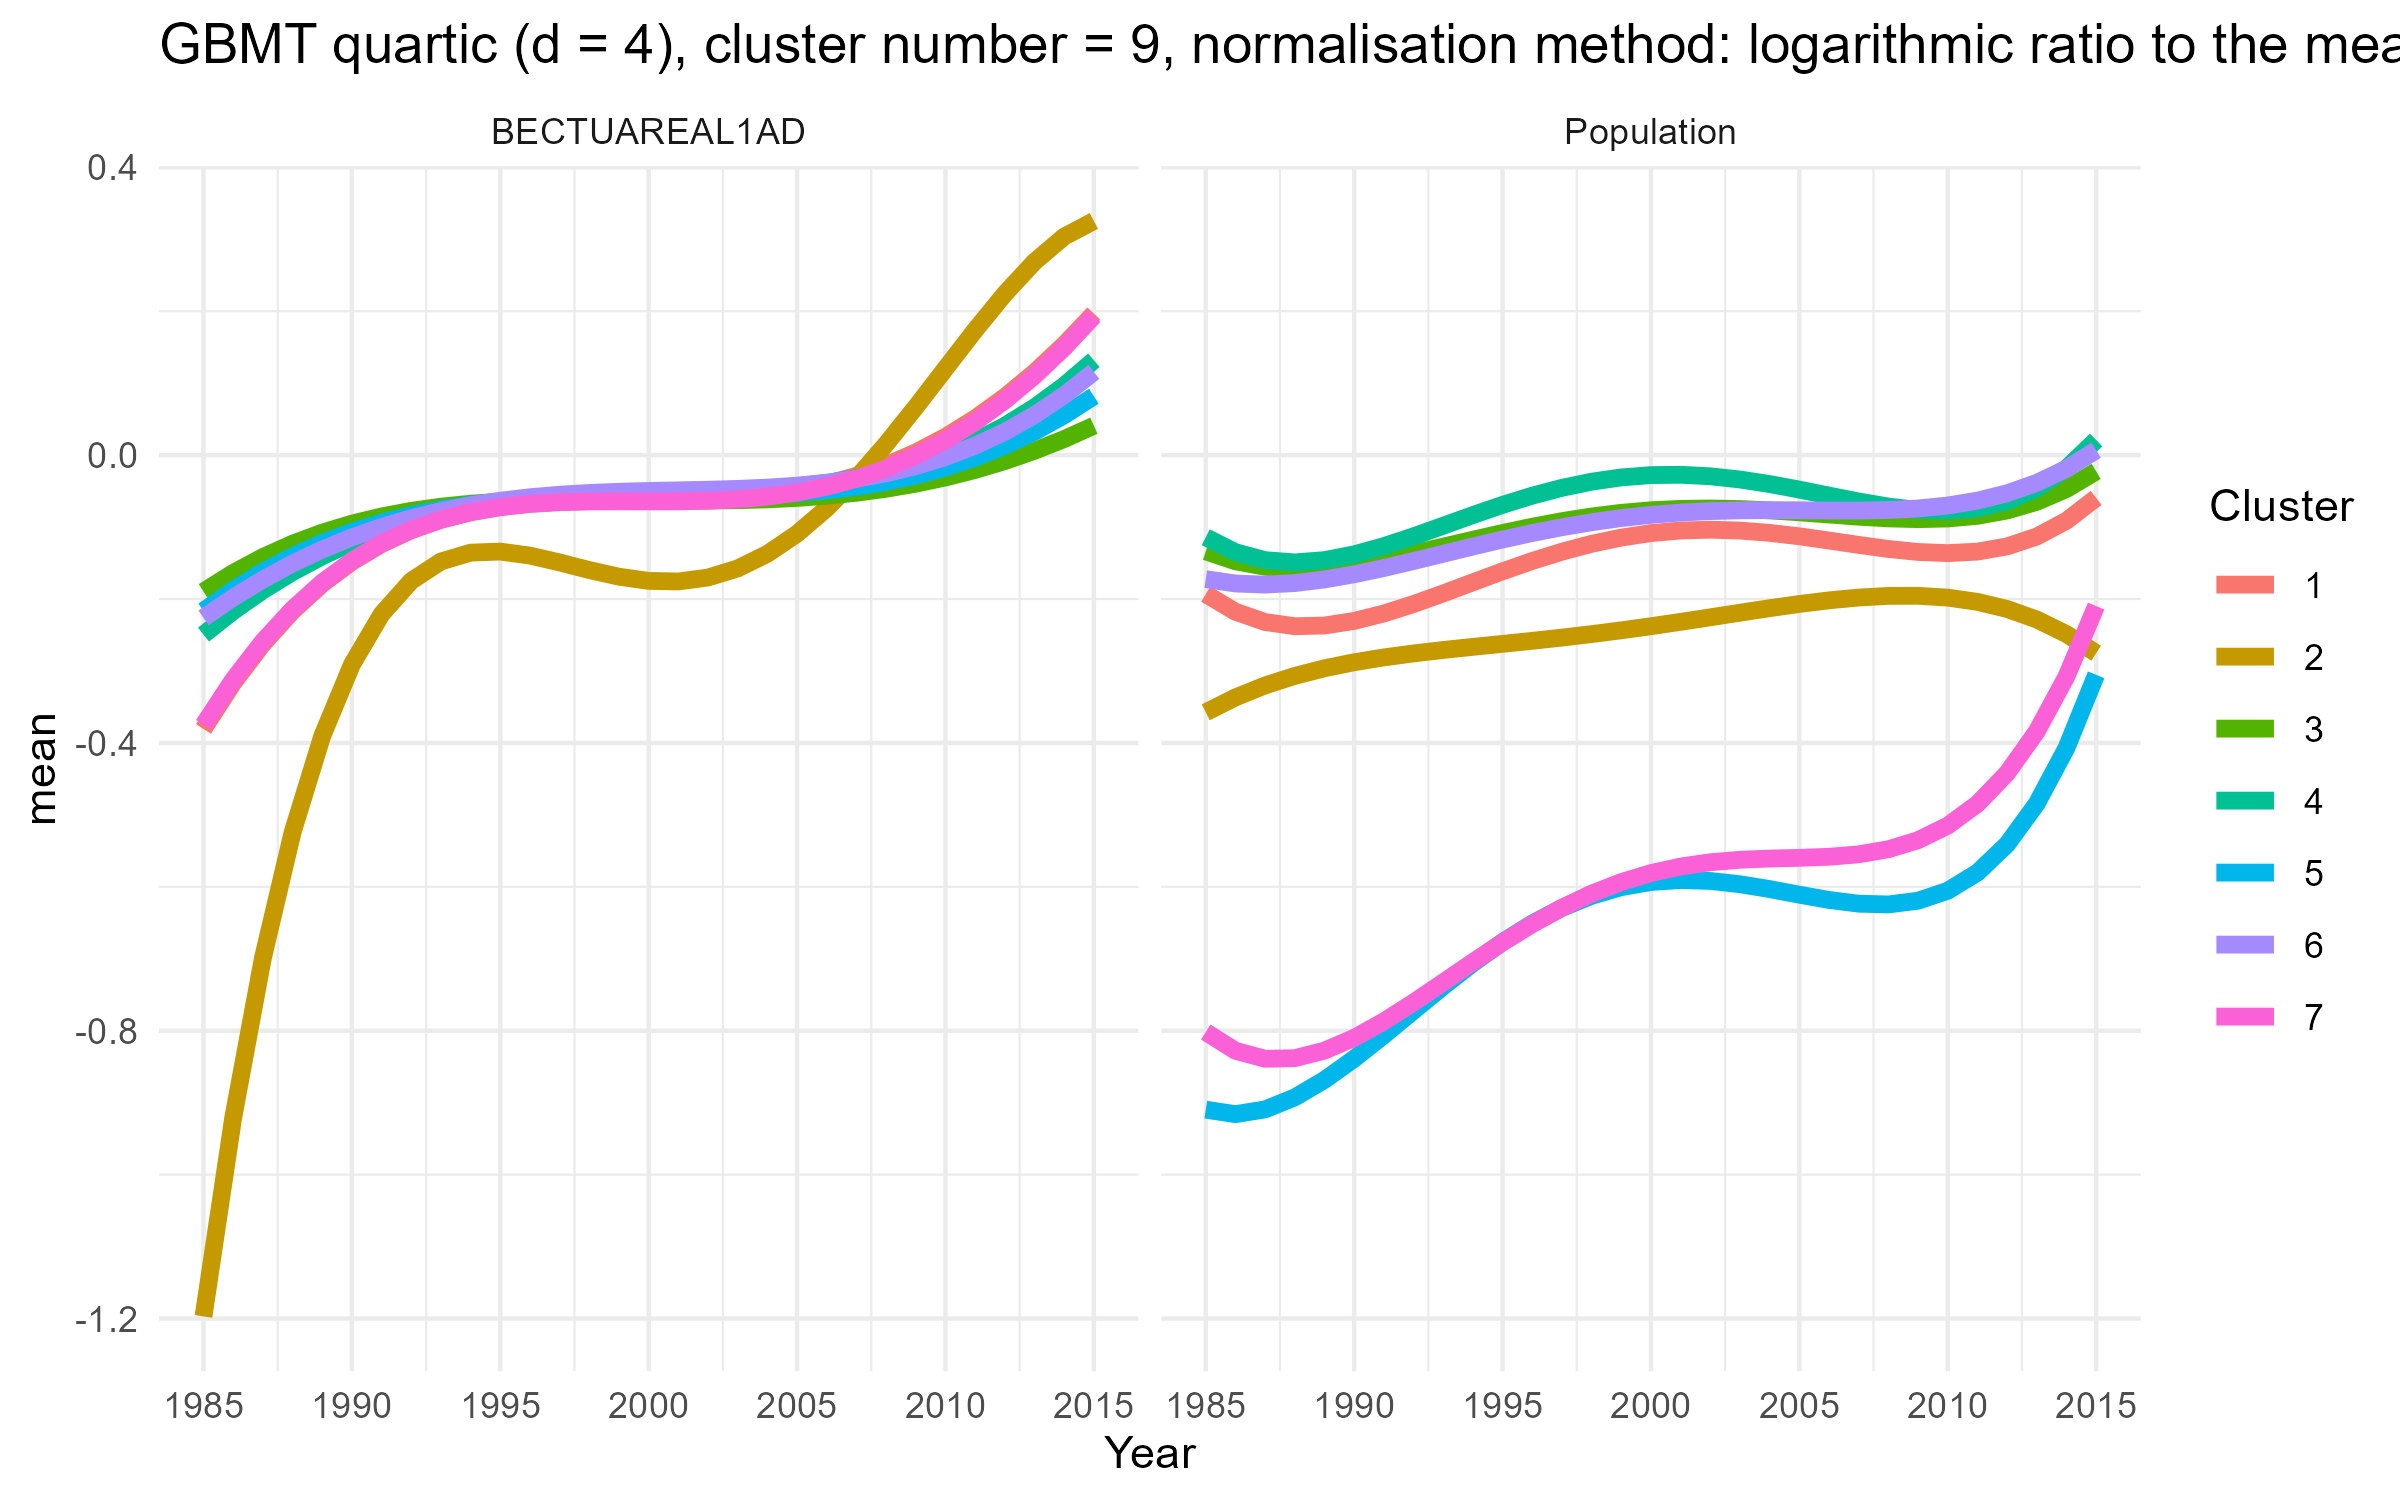 GBMT quartic (d = 4), cluster number = 9, normalisation method: logarithmic ratio to the
BECTUAREAL1AD
Population
0.4
0.0
-0.4
-0.8
-1.2
mean
1985 1990 1995 2000 2005 2010 2015
1985 1990 1995 2000 2005 2010 2015
Year
Cluster
1
2
3
4
5
6
7